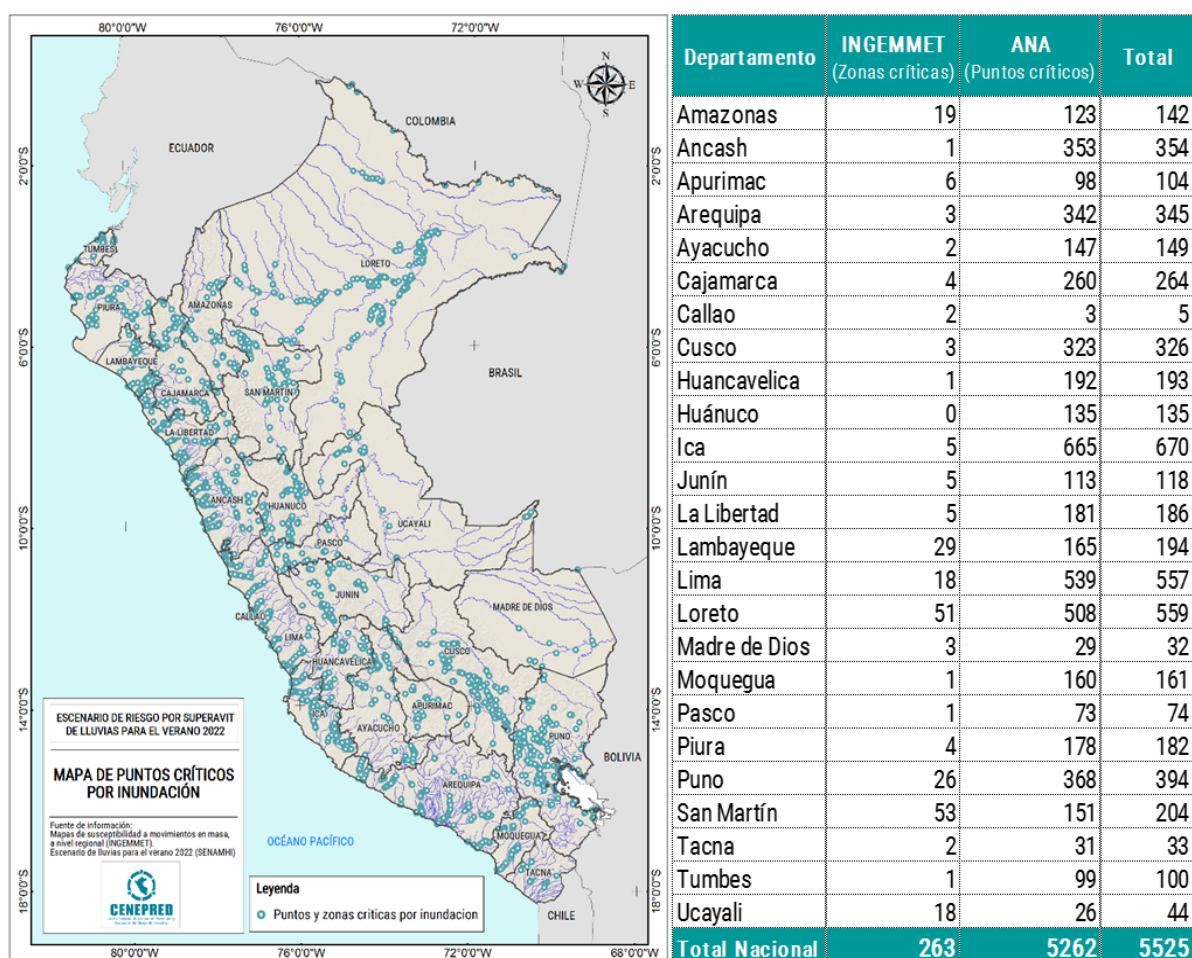 80°0'0"W 76°0'0"W 72°0'0"W
N
W E
S
COLOMBIA
ECUADOR
2°0'0"S 2°0'0"S
TUMBES
LORETO
PIURA
AMAZONAS
6°0'0"S 6°0'0"S
LAMBAYEQUE
BRASIL
CAJAMARCA
SAN MARTIN
LA LIBERTAD
ANCASH
HUANUCO
UCAYALI
10°0'0"S 10°0'0"S
PASCO
JUNIN
MADRE DE DIOS
CALLAO
LIMA
CUSCO
HUANCAVELICA
14°0'0"S 14°0'0"S
ICA
APURIMAC
AYACUCHO
PUNO
BOLIVIA
AREQUIPA
MOQUEGUA
OCÉANO PACÍFICO
TACNA
18°0'0"S 18°0'0"S
CHILE
80°0'0"W 76°0'0"W 72°0'0"W 68°0'0"W
ESCENARIO DE RIESGO POR SUPERAVIT
DE LLUVIAS PARA EL VERANO 2022
MAPA DE PUNTOS CRÍTICOS
POR INUNDACIÓN
Fuente de información:
Mapas de susceptibilidad a movimientos en masa,
a nivel regional (INGEMMET).
Escenario de lluvias para el verano 2022 (SENAMHI)
CENEPRED
Leyenda
Puntos y zonas criticas por inundacion
Departamento INGEMMET (Zonas críticas) ANA (Puntos críticos) Total
Amazonas 19 123 142
Ancash 1 353 354
Apurimac 6 98 104
Arequipa 3 342 345
Ayacucho 2 147 149
Cajamarca 4 260 264
Callao 2 3 5
Cusco 3 323 326
Huancavelica 1 192 193
Huánuco 0 135 135
Ica 5 665 670
Junín 5 113 118
La Libertad 5 181 186
Lambayeque 29 165 194
Lima 18 539 557
Loreto 51 508 559
Madre de Dios 3 29 32
Moquegua 1 160 161
Pasco 1 73 74
Piura 4 178 182
Puno 26 368 394
San Martín 53 151 204
Tacna 2 31 33
Tumbes 1 99 100
Ucayali 18 26 44
Total Nacional 263 5262 5525